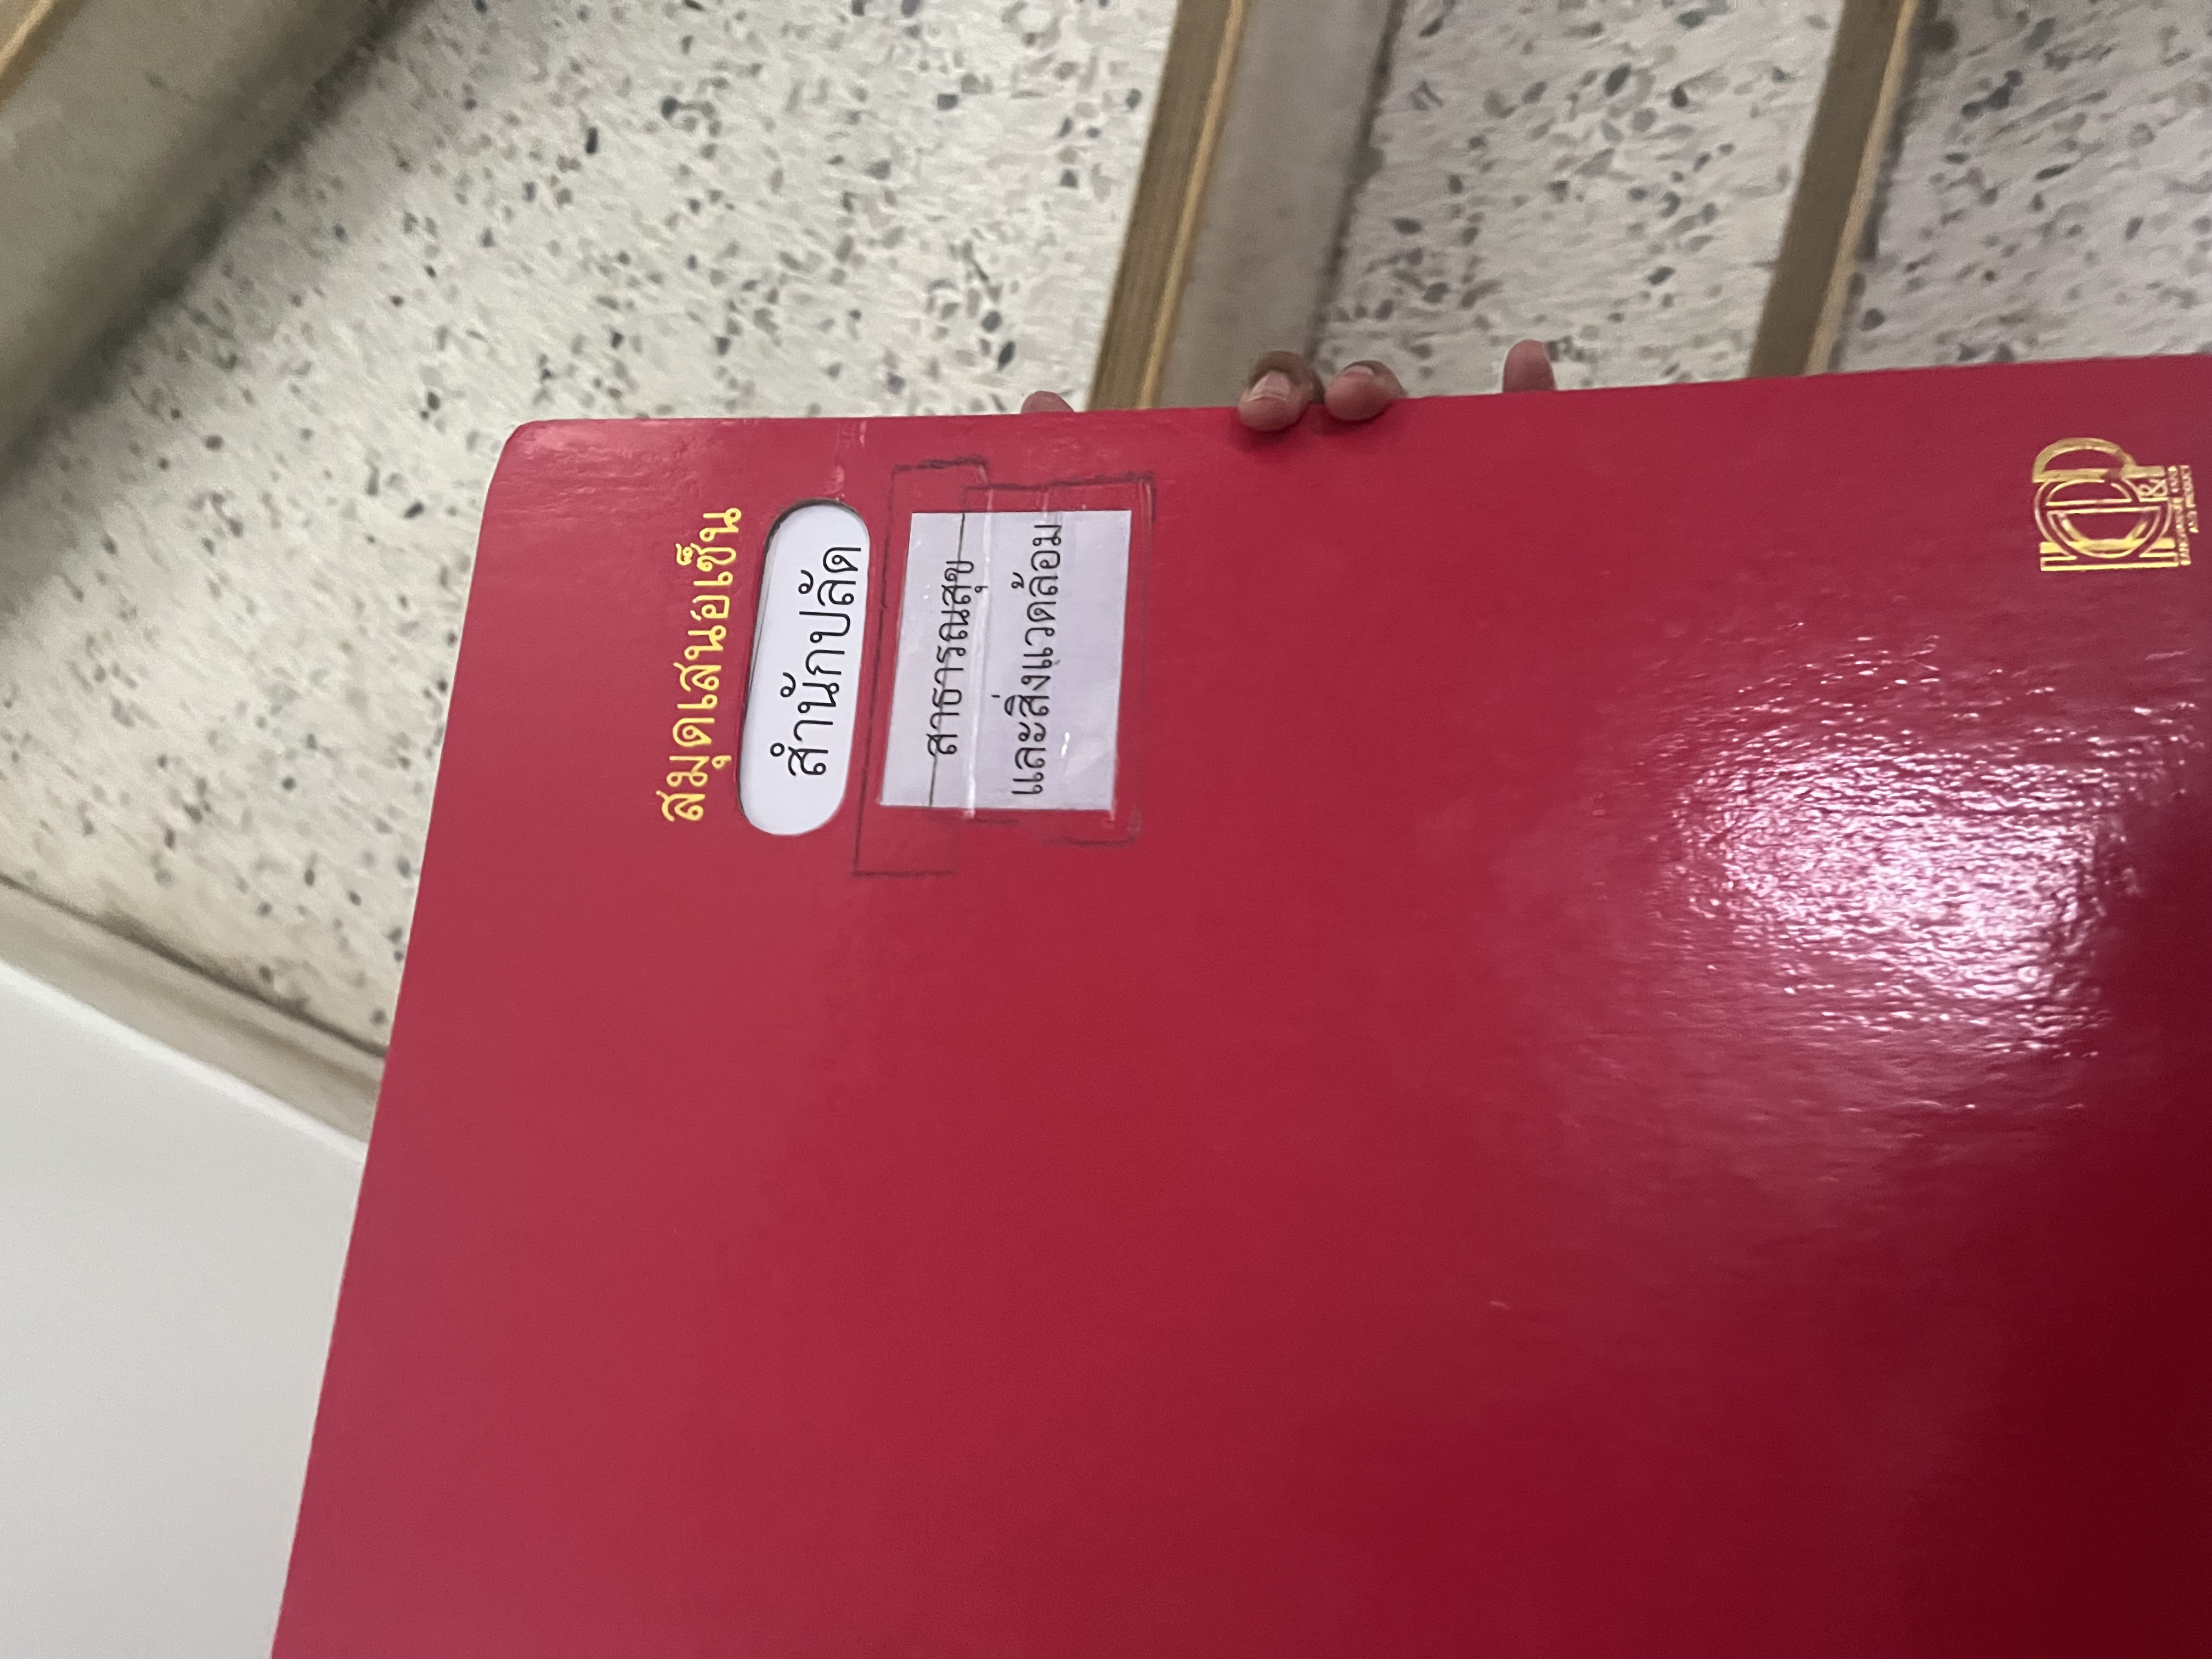 สมุดเสนอเซ็น
สำนักปลัด
สาธารณสุข
และสิ่งแวดล้อม